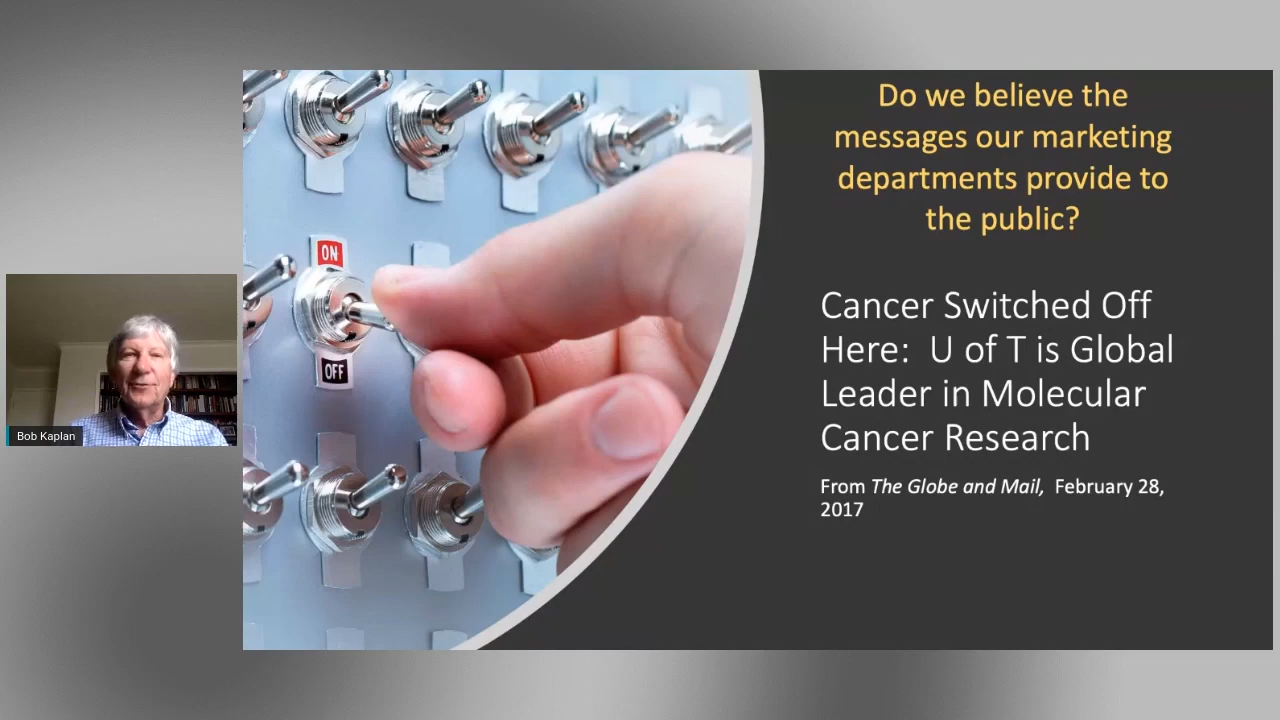 Do we believe the
messages our marketing
departments provide to
the public?
ON
OFF
Cancer Switched Off
Here:  U of T is Global
Leader in Molecular
Cancer Research
From The Globe and Mail,  February 28,
2017
Bob Kaplan